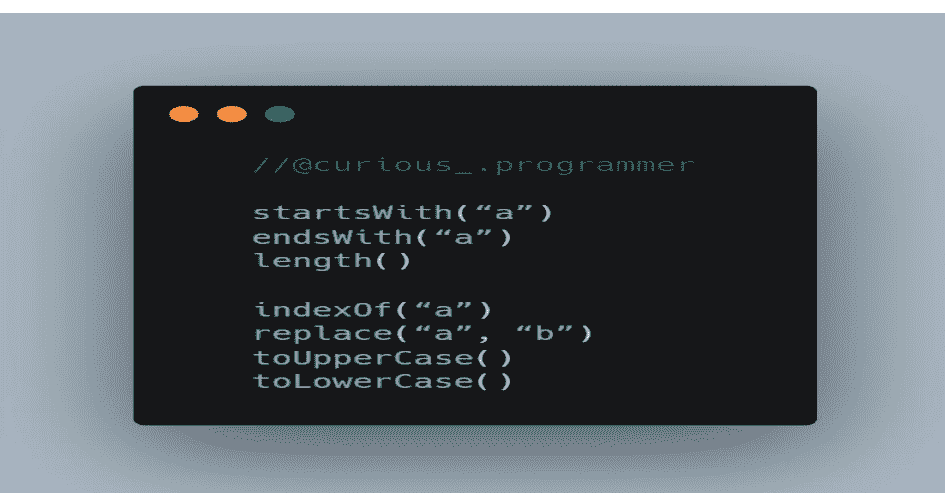 //@curious_.programmer
startsWith(“a”)
endsWith(“a”)
length()
indexOf(“a”)
replace(“a”, “b”)
toUpperCase()
toLowerCase()